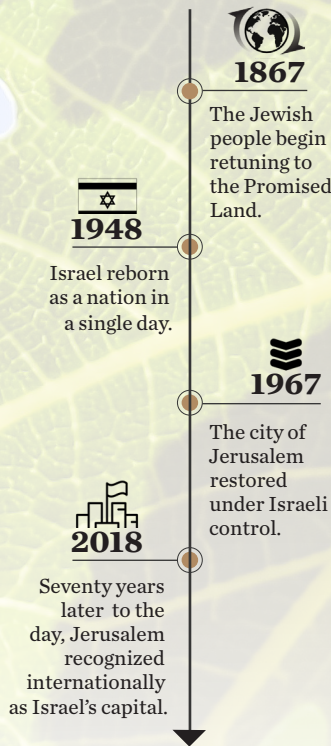 1867
The Jewish
people begin
retuning to
the Promised
Land.
1948
Israel reborn
as a nation in
a single day.
1967
The city of
Jerusalem
restored
under Israeli
control.
2018
Seventy years
later to the
day, Jerusalem
recognized
internationally
as Israel’s capital.